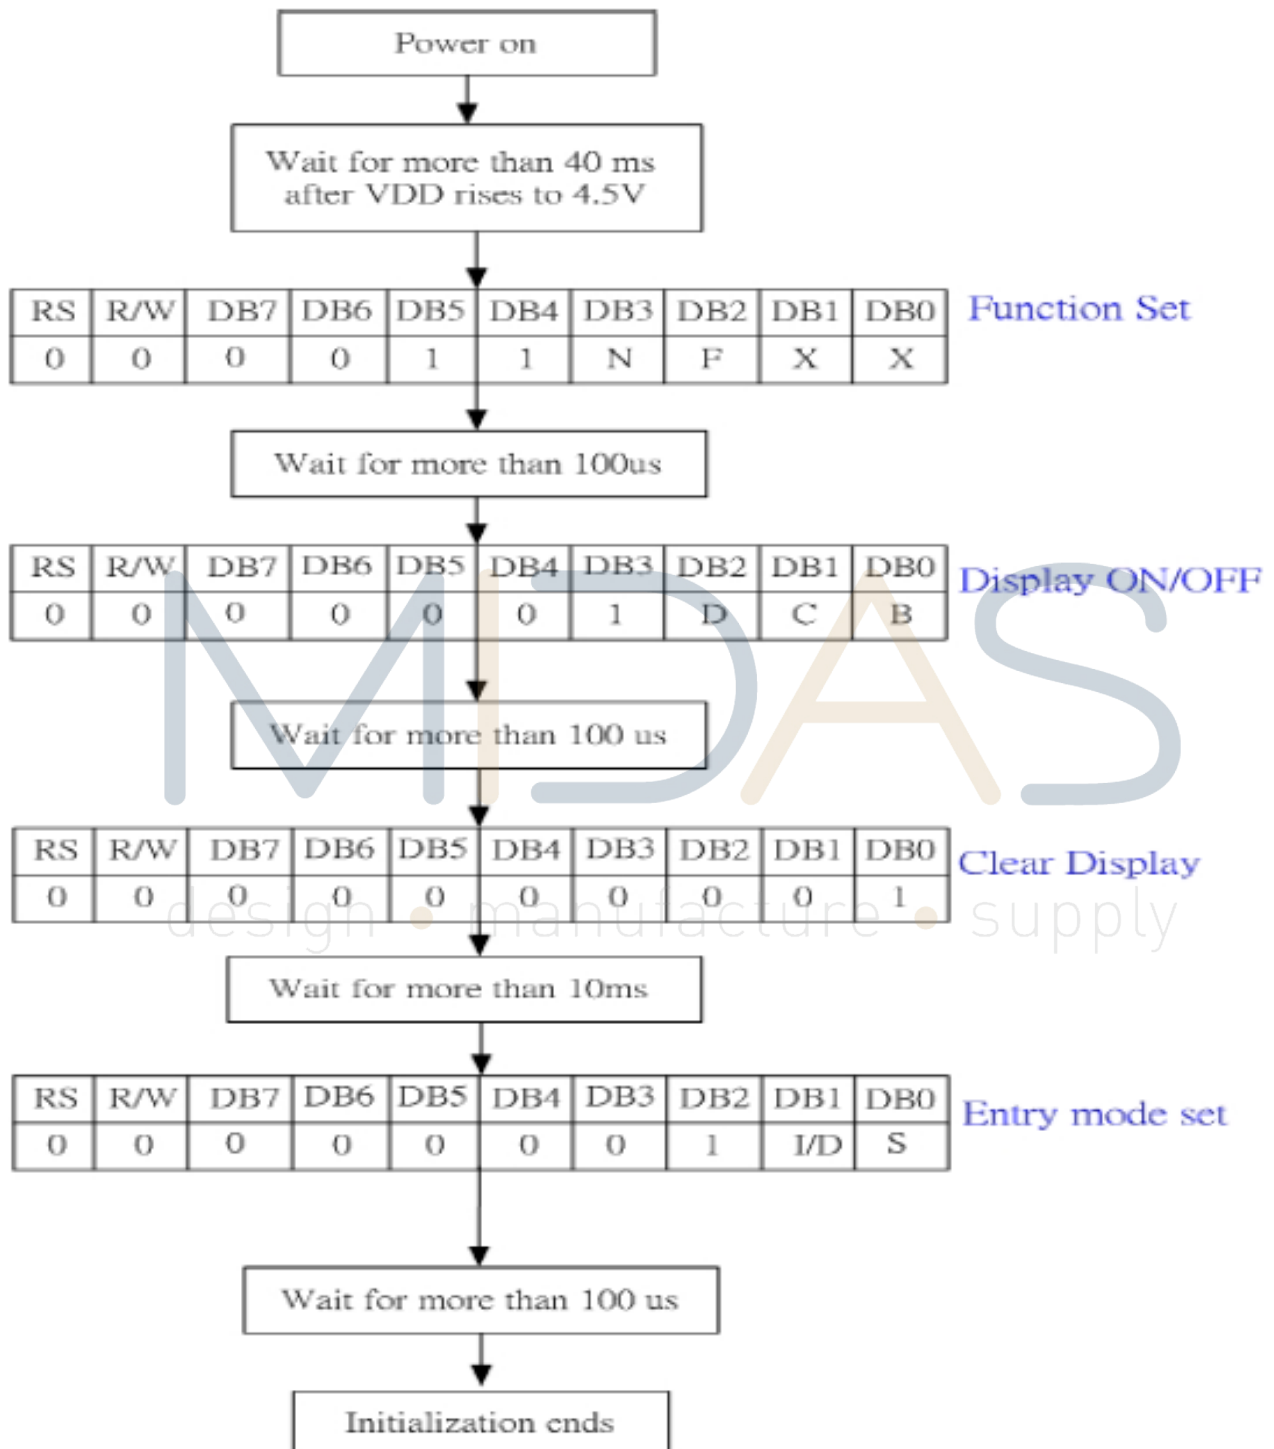 Power on
Wait for more than 40 ms
after VDD rises to 4.5V
RS R/W DB7 DB6 DB5 DB4 DB3 DB2 DB1 DB0 Function Set
0 0 0 0 1 1 N F X X
Wait for more than 100us
RS R/W DB7 DB6 DB5 DB4 DB3 DB2 DB1 DB0 Display ON/OFF
0 0 0 0 0 0 1 D C B
MIDAS
Wait for more than 100 us
RS R/W DB7 DB6 DB5 DB4 DB3 DB2 DB1 DB0 Clear Display
0 0 0 0 0 0 0 0 0 1
design • manufacture • supply
Wait for more than 10ms
RS R/W DB7 DB6 DB5 DB4 DB3 DB2 DB1 DB0 Entry mode set
0 0 0 0 0 0 0 1 I/D S
Wait for more than 100 us
Initialization ends